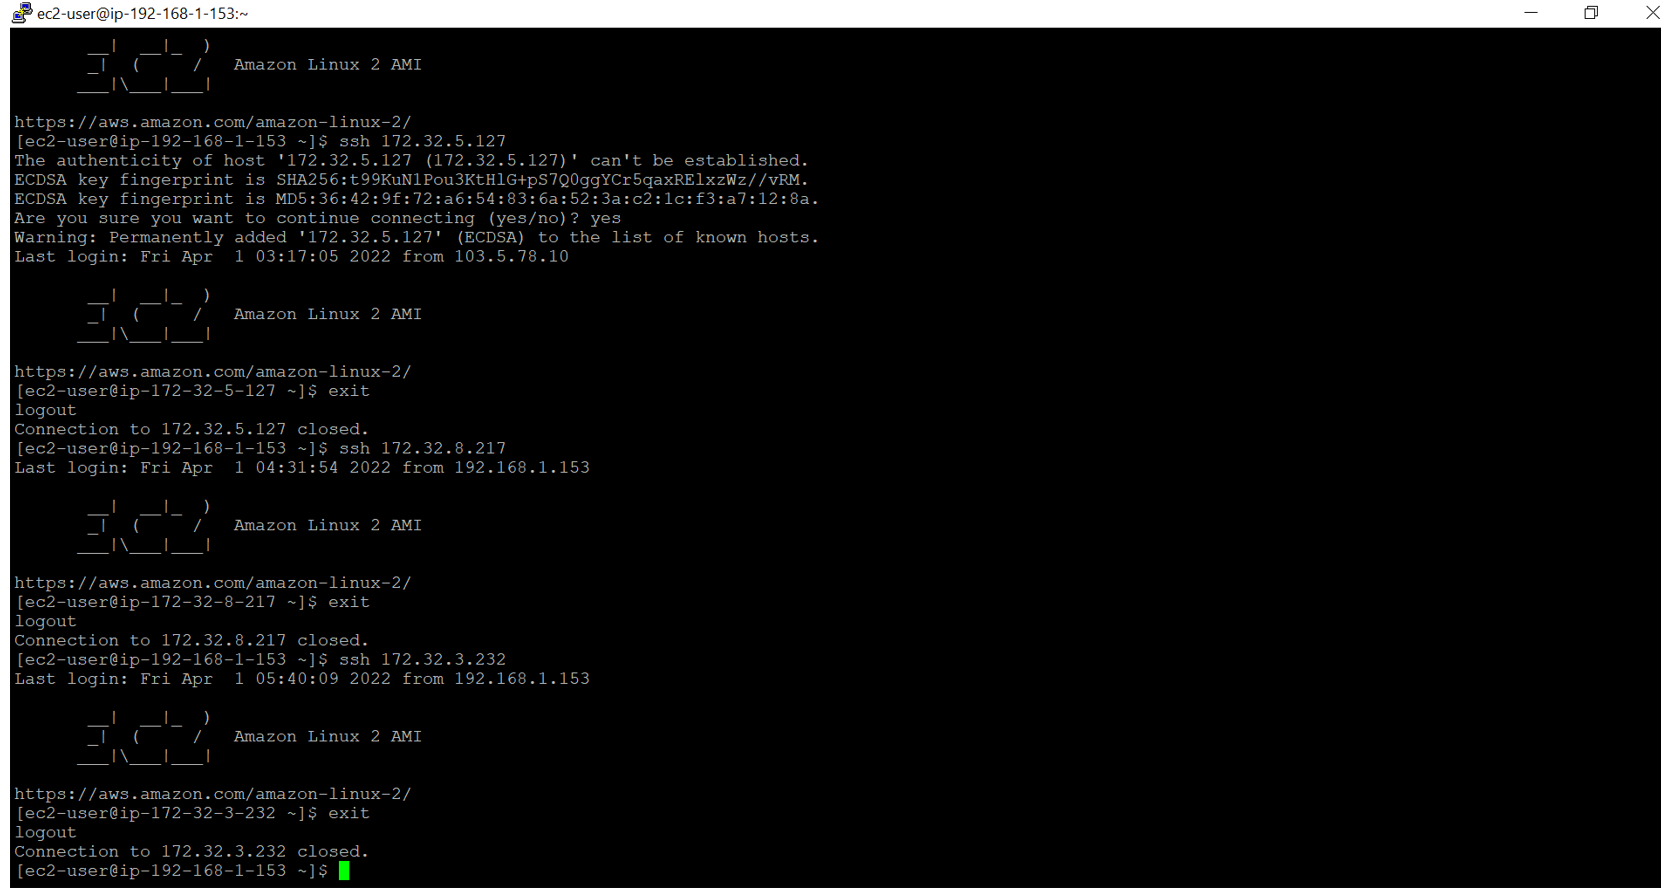 ec2-user@ip-192-168-1-153:~
       __|  __|_  )
       _|  (     /   Amazon Linux 2 AMI
      ___|\___|___|
https://aws.amazon.com/amazon-linux-2/
[ec2-user@ip-192-168-1-153 ~]$ ssh 172.32.5.127
The authenticity of host '172.32.5.127 (172.32.5.127)' can't be established.
ECDSA key fingerprint is SHA256:t99KuN1Pou3KtHlG+pS7Q0ggYCr5qaxRElxzWz//vRM.
ECDSA key fingerprint is MD5:36:42:9f:72:a6:54:83:6a:52:3a:c2:1c:f3:a7:12:8a.
Are you sure you want to continue connecting (yes/no)? yes
Warning: Permanently added '172.32.5.127' (ECDSA) to the list of known hosts.
Last login: Fri Apr  1 03:17:05 2022 from 103.5.78.10
       __|  __|_  )
       _|  (     /   Amazon Linux 2 AMI
      ___|\___|___|
https://aws.amazon.com/amazon-linux-2/
[ec2-user@ip-172-32-5-127 ~]$ exit
logout
Connection to 172.32.5.127 closed.
[ec2-user@ip-192-168-1-153 ~]$ ssh 172.32.8.217
Last login: Fri Apr  1 04:31:54 2022 from 192.168.1.153
       __|  __|_  )
       _|  (     /   Amazon Linux 2 AMI
      ___|\___|___|
https://aws.amazon.com/amazon-linux-2/
[ec2-user@ip-172-32-8-217 ~]$ exit
logout
Connection to 172.32.8.217 closed.
[ec2-user@ip-192-168-1-153 ~]$ ssh 172.32.3.232
Last login: Fri Apr  1 05:40:09 2022 from 192.168.1.153
       __|  __|_  )
       _|  (     /   Amazon Linux 2 AMI
      ___|\___|___|
https://aws.amazon.com/amazon-linux-2/
[ec2-user@ip-172-32-3-232 ~]$ exit
logout
Connection to 172.32.3.232 closed.
[ec2-user@ip-192-168-1-153 ~]$